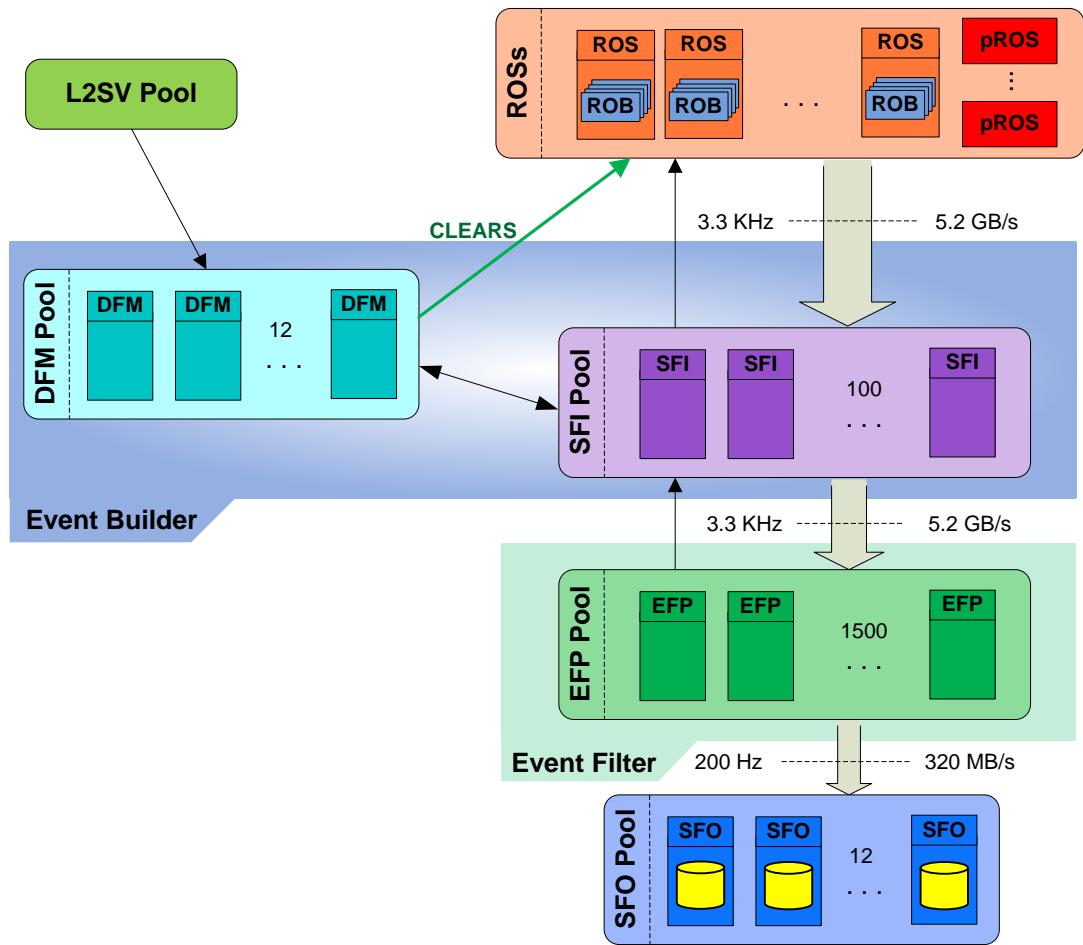 ROSs
ROS ROS ROS pROS
ROB ROB . . . ROB . . . pROS
L2SV Pool
CLEARS
3.3 KHz 5.2 GB/s
DFM Pool
DFM DFM DFM
12
. . .
SFI Pool
SFI SFI SFI
100
. . .
Event Builder
3.3 KHz 5.2 GB/s
EFP Pool
EFP EFP EFP
1500
. . .
Event Filter
200 Hz 320 MB/s
SFO Pool
SFO SFO SFO
12
. . .